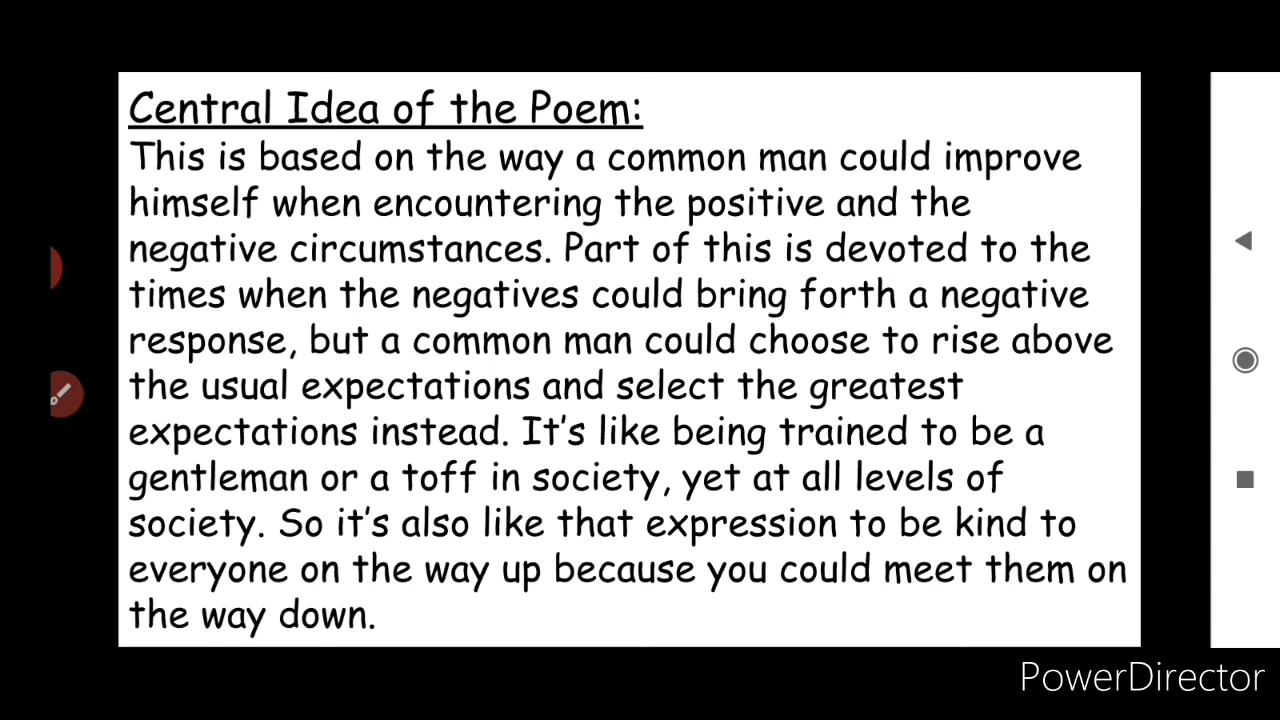 Central Idea of the Poem:
This is based on the way a common man could improve
himself when encountering the positive and the
negative circumstances. Part of this is devoted to the
times when the negatives could bring forth a negative
response, but a common man could choose to rise above
the usual expectations and select the greatest
expectations instead. It's like being trained to be a
gentleman or a toff in society, yet at all levels of
society. So it's also like that expression to be kind to
everyone on the way up because you could meet them on
the way down.
PowerDirector